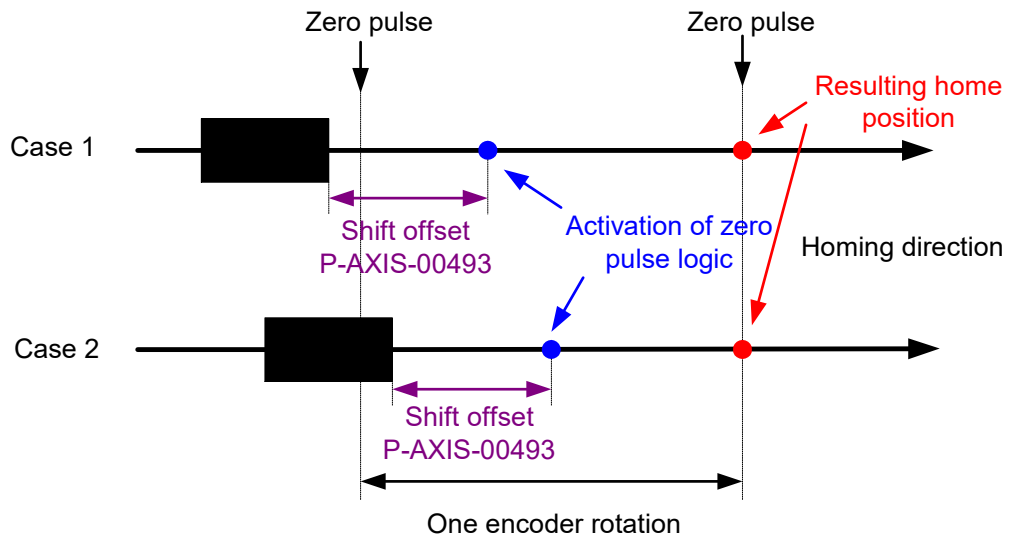 Zero pulse
Zero pulse
Resulting home
position
Case 1
Shift offset
P-AXIS-00493
Activation of zero
pulse logic
Homing direction
Case 2
Shift offset
P-AXIS-00493
One encoder rotation